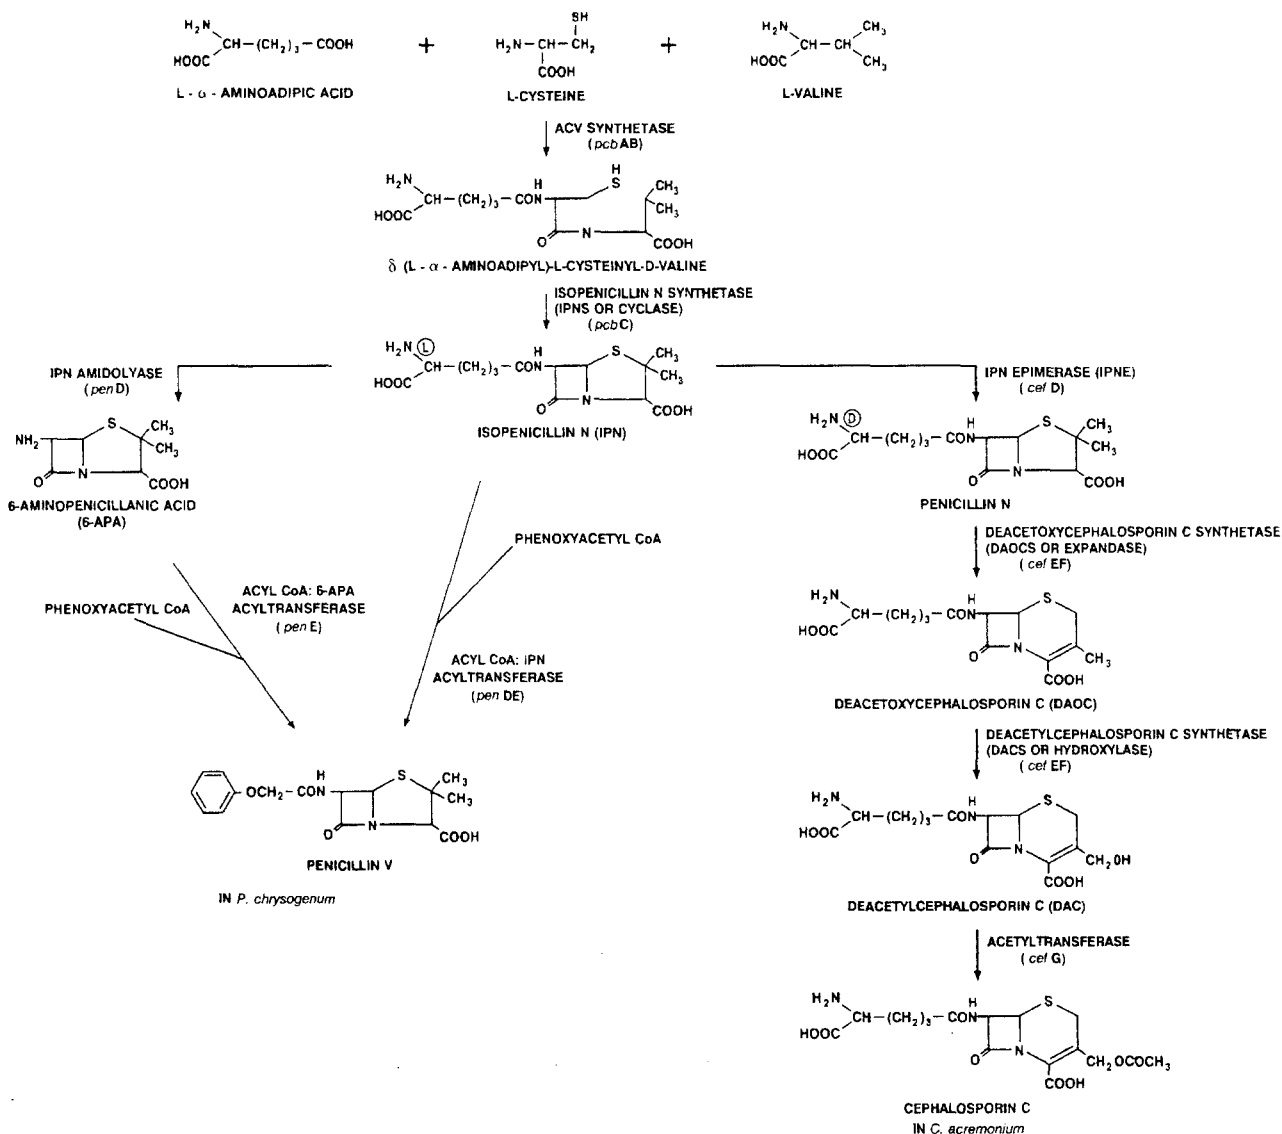 H₂N
CH–(CH₂)₃–COOH
HOOC
L - α - AMINOADIPIC ACID
+
SH
H₂N–CH–CH₂
COOH
L-CYSTEINE
+
H₂N
CH–CH
CH₃
CH₃
HOOC
L-VALINE
ACV SYNTHETASE
(pcbAB)
H₂N
CH–(CH₂)₃–CON
HOOC
H
H
S
CH₃
CH₃
O
N
COOH
δ (L - α - AMINOADIPYL)-L-CYSTEINYL-D-VALINE
ISOPENICILLIN N SYNTHETASE
(IPNS OR CYCLASE)
(pcbC)
H₂N Ⓛ
CH–(CH₂)₃–CON
HOOC
H
S
CH₃
CH₃
O
N
COOH
ISOPENICILLIN N (IPN)
IPN AMIDOLYASE
(penD)
NH₂
S
CH₃
CH₃
O
N
COOH
6-AMINOPENICILLANIC ACID
(6-APA)
IPN EPIMERASE (IPNE)
(cefD)
H₂N Ⓓ
CH–(CH₂)₃–CON
HOOC
H
S
CH₃
CH₃
O
N
COOH
PENICILLIN N
PHENOXYACETYL CoA
PHENOXYACETYL CoA
ACYL CoA: 6-APA
ACYLTRANSFERASE
(penE)
ACYL CoA: IPN
ACYLTRANSFERASE
(pen DE)
OCH₂–CON
H
S
CH₃
CH₃
O
N
COOH
PENICILLIN V
IN P. chrysogenum
DEACETOXYCEPHALOSPORIN C SYNTHETASE
(DAOCS OR EXPANDASE)
(cef EF)
H₂N
CH–(CH₂)₃–CON
HOOC
H
S
O
N
CH₃
COOH
DEACETOXYCEPHALOSPORIN C (DAOC)
DEACETYLCEPHALOSPORIN C SYNTHETASE
(DACS OR HYDROXYLASE)
(cef EF)
H₂N
CH–(CH₂)₃–CON
HOOC
H
S
O
N
CH₂OH
COOH
DEACETYLCEPHALOSPORIN C (DAC)
ACETYLTRANSFERASE
(cef G)
H₂N
CH–(CH₂)₃–CON
HOOC
H
S
O
N
CH₂OCOCH₃
COOH
CEPHALOSPORIN C
IN C. acremonium